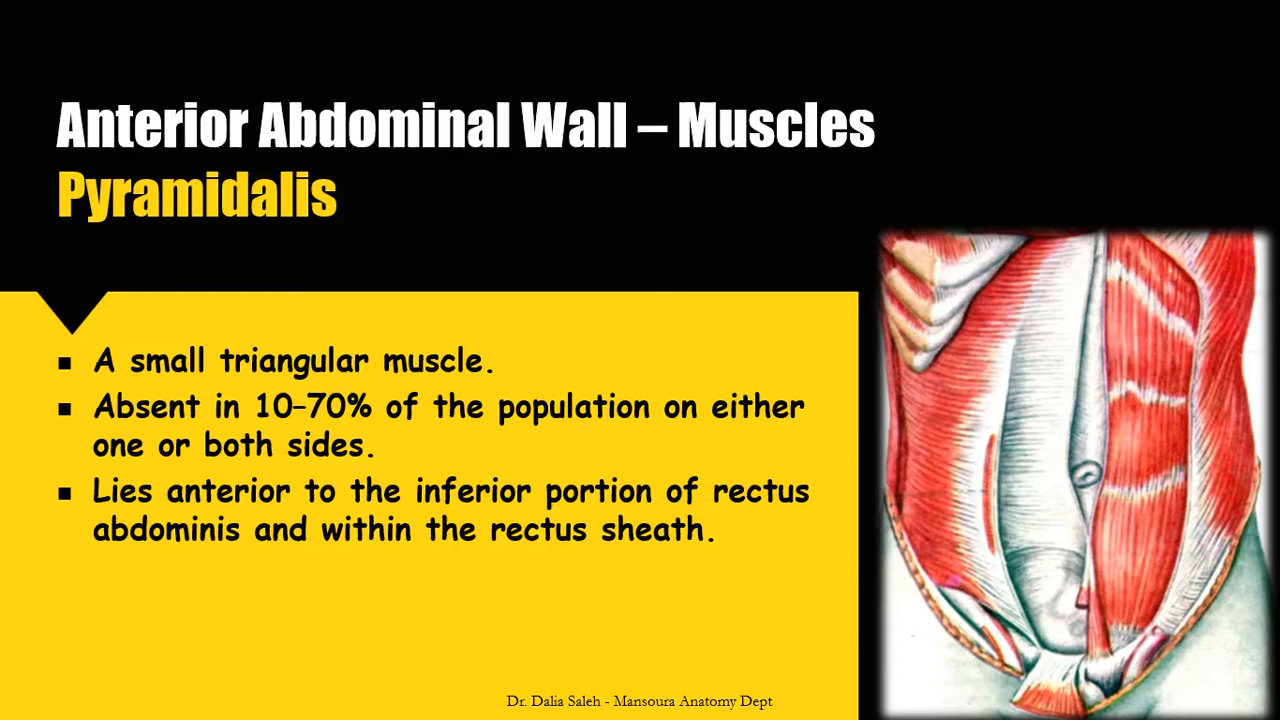 Anterior Abdominal Wall – Muscles
Pyramidalis
▪ A small triangular muscle.
▪ Absent in 10–70% of the population on either
one or both sides.
▪ Lies anterior to the inferior portion of rectus
abdominis and within the rectus sheath.
Dr. Dalia Saleh - Mansoura Anatomy Dept